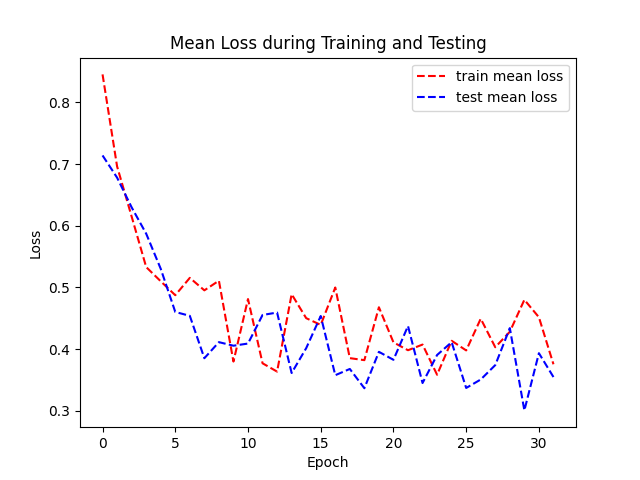 Mean Loss during Training and Testing
train mean loss
test mean loss
0.8
0.7
0.6
0.5
0.4
0.3
Loss
0 5 10 15 20 25 30
Epoch